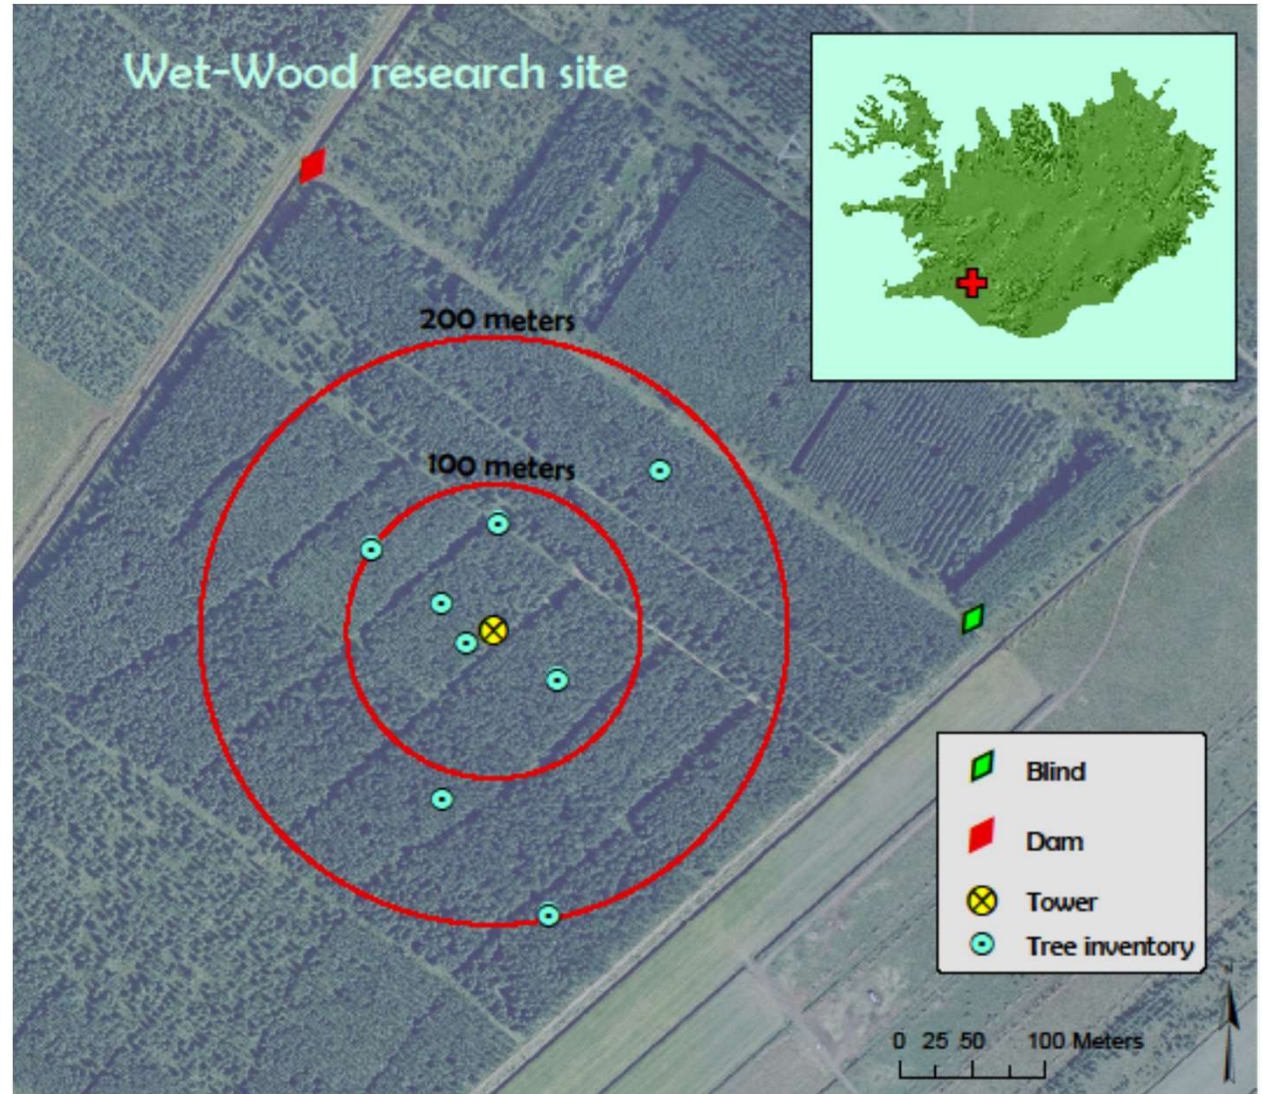 Wet-Wood research site
200 meters
100 meters
Blind
Dam
Tower
Tree inventory
N
0 25 50 100 Meters